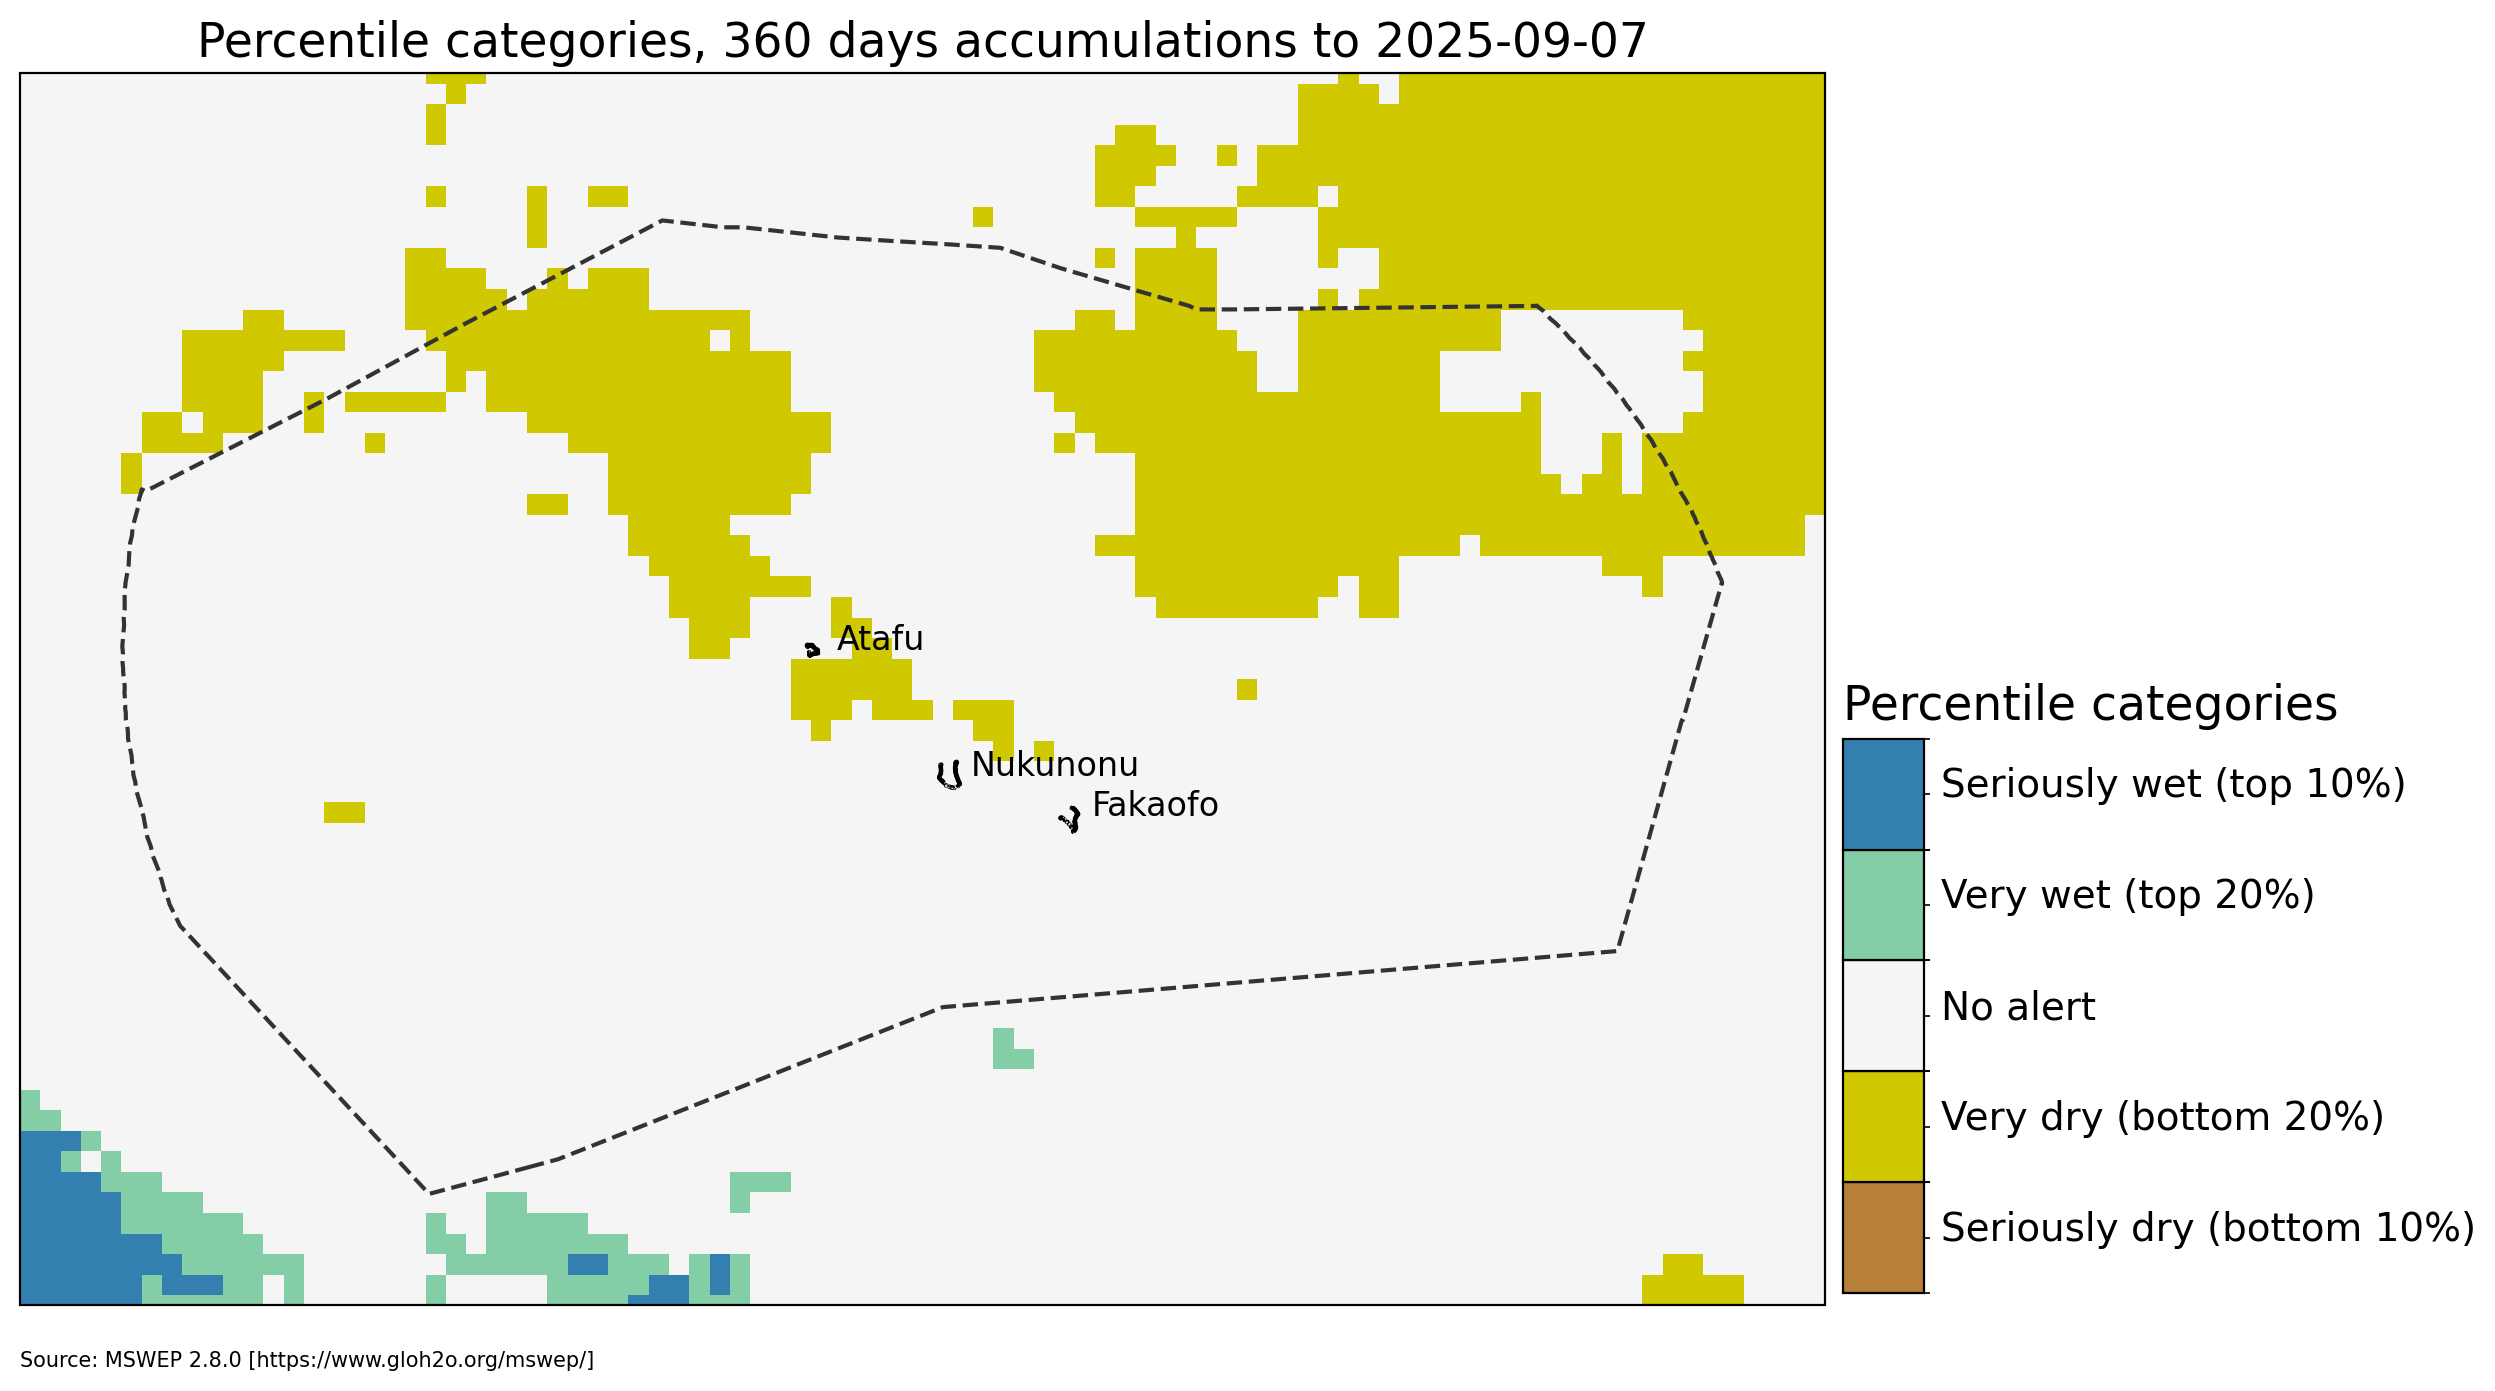 Percentile categories, 360 days accumulations to 2025-09-07
Atafu
Nukunonu
Fakaofo
Percentile categories
Seriously wet (top 10%)
Very wet (top 20%)
No alert
Very dry (bottom 20%)
Seriously dry (bottom 10%)
Source: MSWEP 2.8.0 [https://www.gloh2o.org/mswep/]